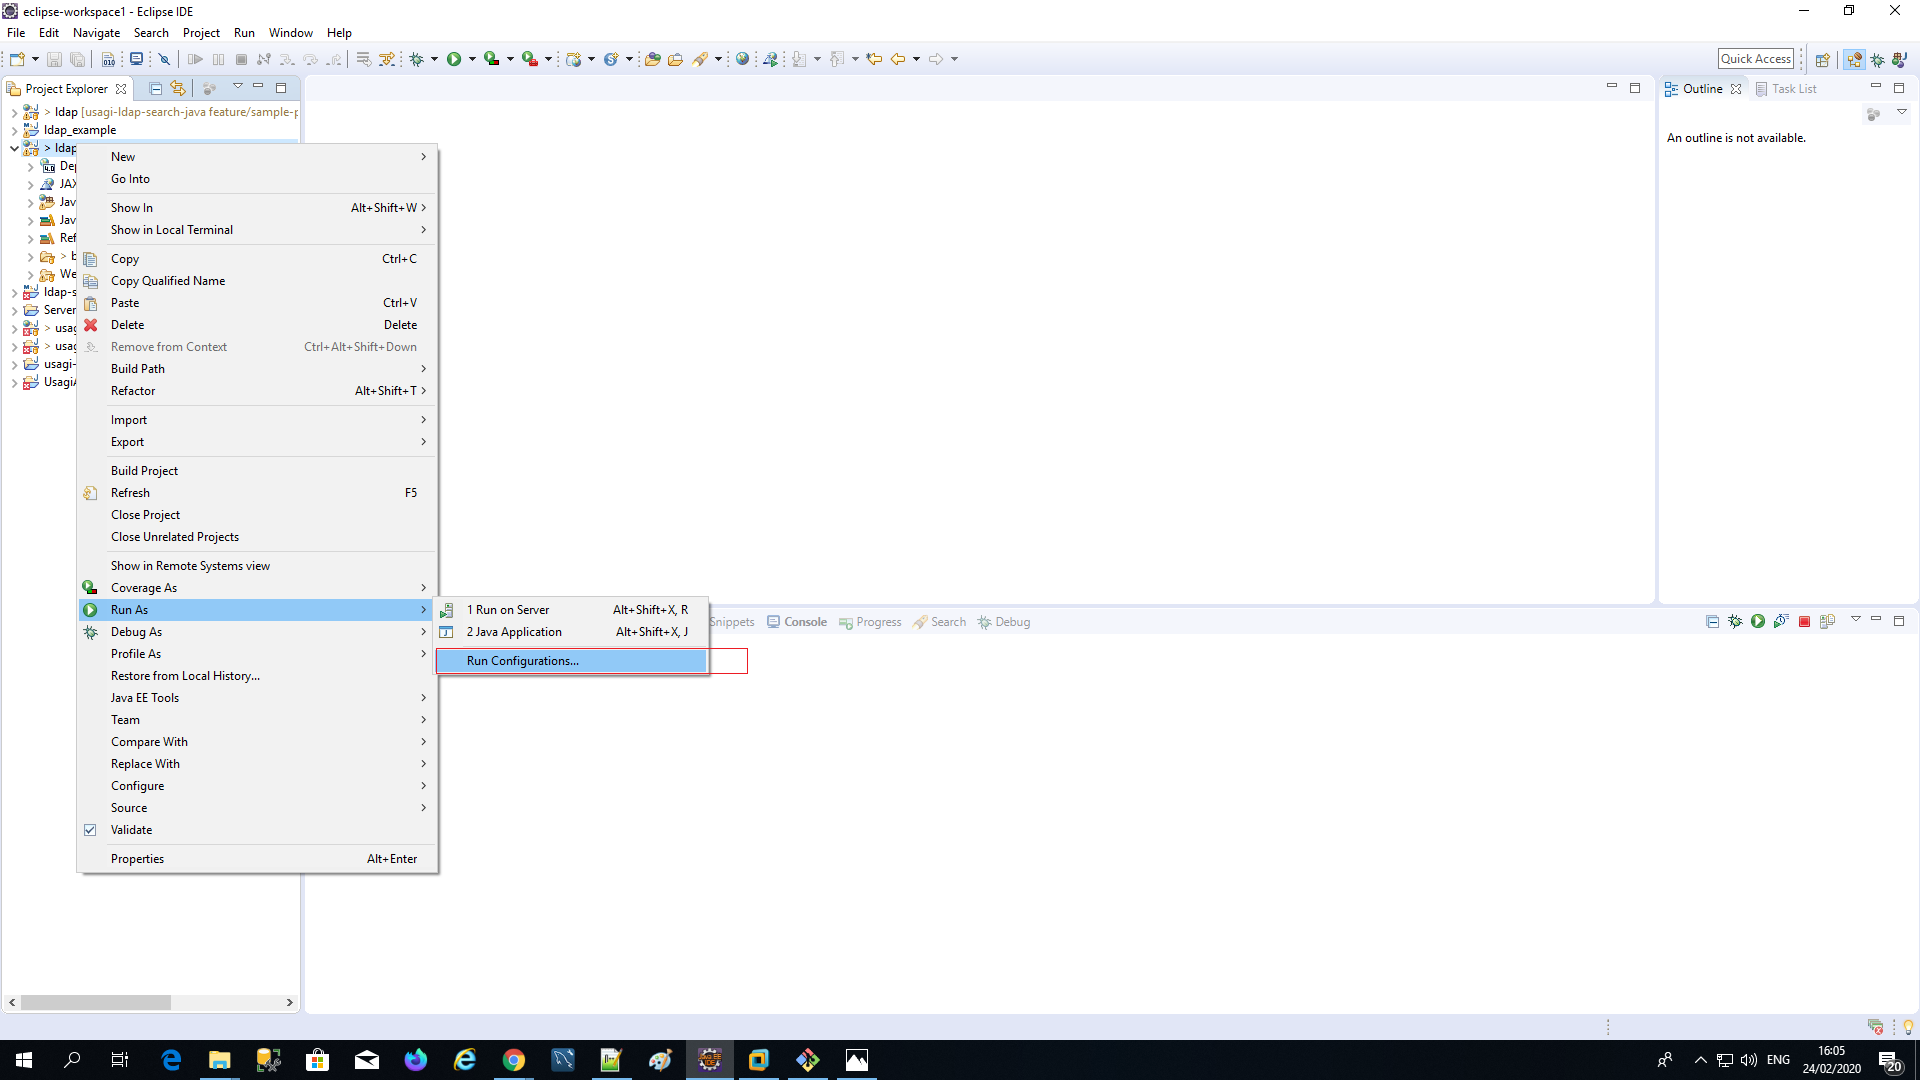 eclipse-workspace1 - Eclipse IDE
File Edit Navigate Search Project Run Window Help
Quick Access
Project Explorer
Outline Task List
> ldap [usagi-ldap-search-java feature/sample-p
ldap_example
> ldap
An outline is not available.
Dep
JAX
Jav
Jav
Ref
> b
We
ldap-s
Server
> usag
> usag
usagi-
UsagiA
New
Go Into
Show In Alt+Shift+W
Show in Local Terminal
Copy Ctrl+C
Copy Qualified Name
Paste Ctrl+V
Delete Delete
Remove from Context Ctrl+Alt+Shift+Down
Build Path
Refactor Alt+Shift+T
Import
Export
Build Project
Refresh F5
Close Project
Close Unrelated Projects
Show in Remote Systems view
Coverage As
Run As
Debug As
Profile As
Restore from Local History...
Java EE Tools
Team
Compare With
Replace With
Configure
Source
Validate
Properties Alt+Enter
1 Run on Server Alt+Shift+X, R
2 Java Application Alt+Shift+X, J
Run Configurations...
Snippets Console Progress Search Debug
ENG
16:05
24/02/2020
20